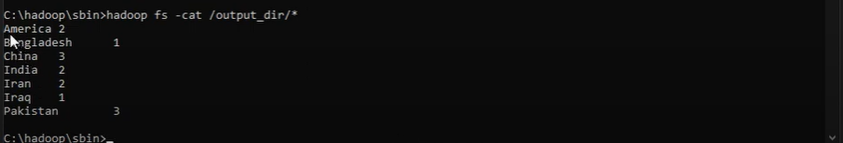 C:\hadoop\sbin>hadoop fs -cat /output_dir/*
America 2
Bangladesh 1
China 3
India 2
Iran 2
Iraq 1
Pakistan 3
C:\hadoop\sbin>_